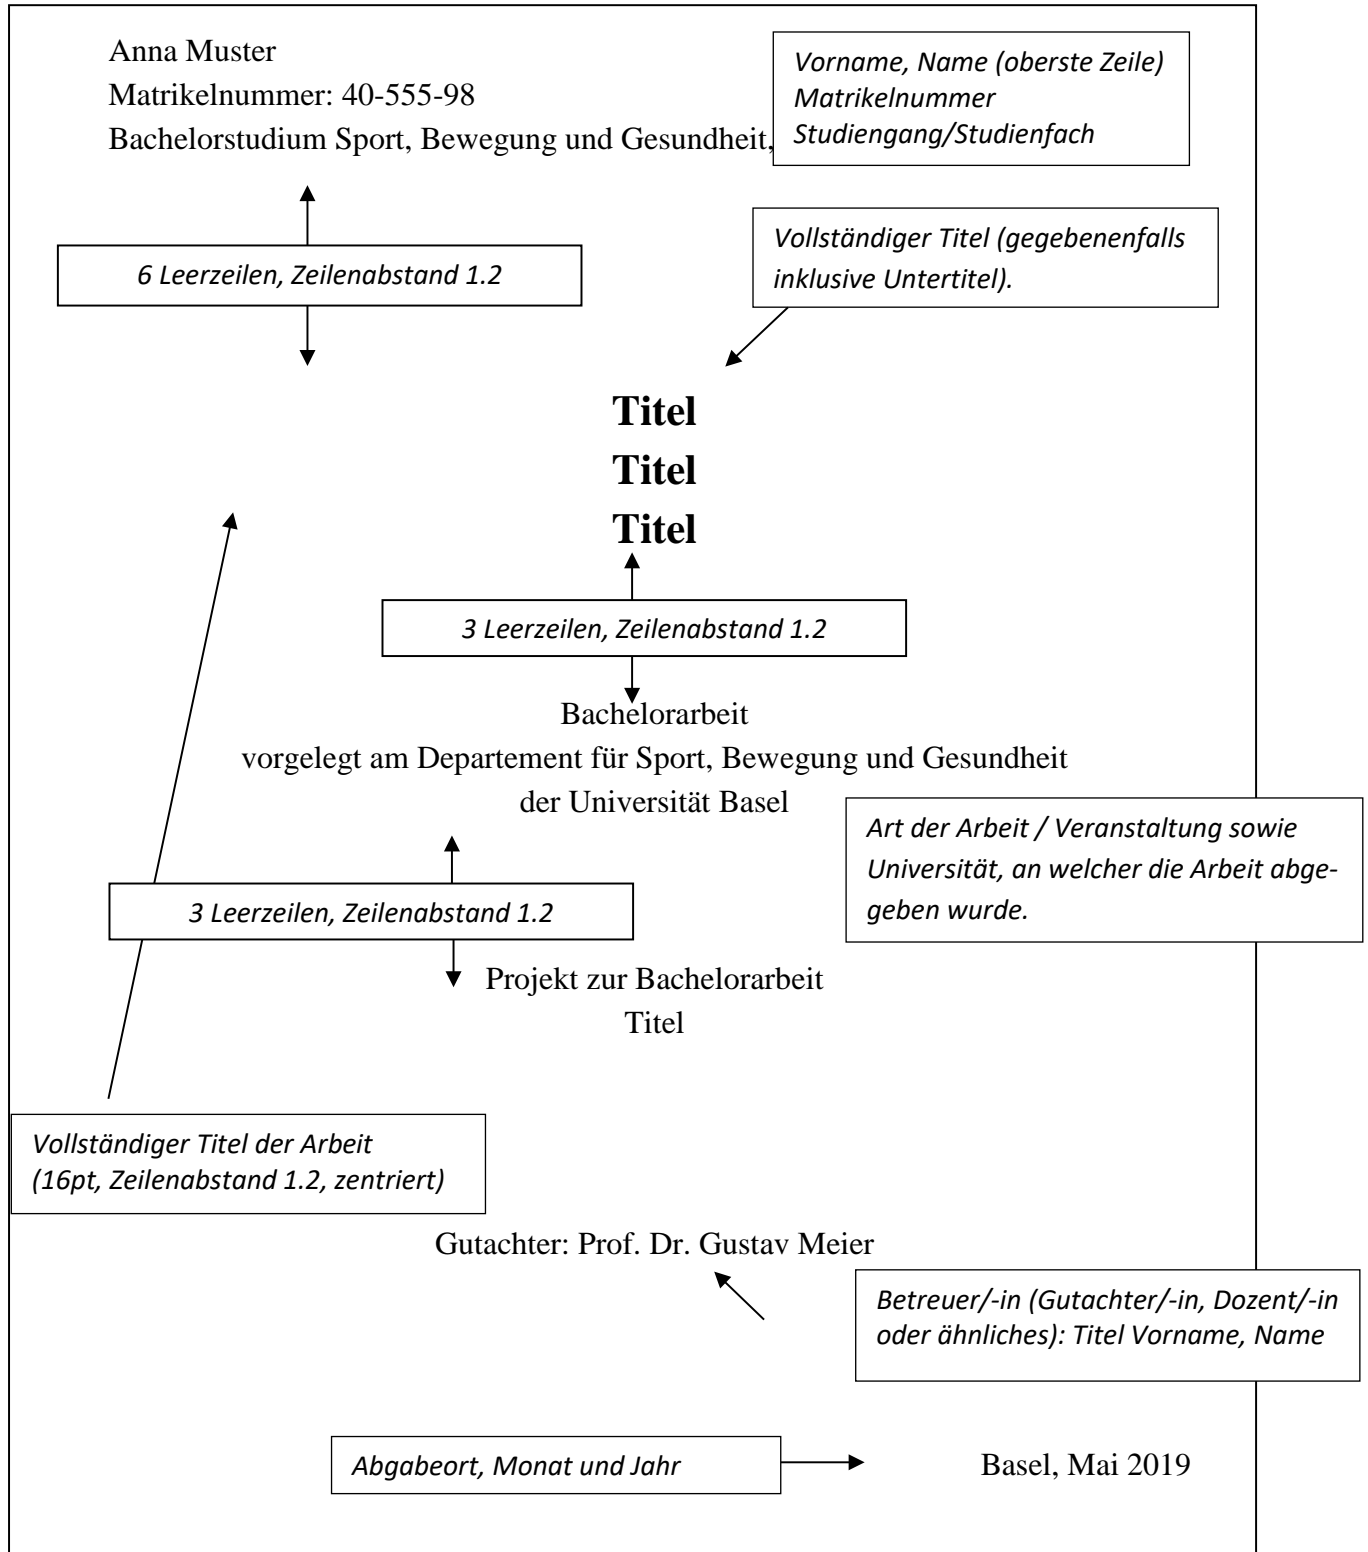 Anna Muster
Matrikelnummer: 40-555-98
Bachelorstudium Sport, Bewegung und Gesundheit,
Vorname, Name (oberste Zeile)
Matrikelnummer
Studiengang/Studienfach
6 Leerzeilen, Zeilenabstand 1.2
Vollständiger Titel (gegebenenfalls
inklusive Untertitel).
Titel
Titel
Titel
3 Leerzeilen, Zeilenabstand 1.2
Bachelorarbeit
vorgelegt am Departement für Sport, Bewegung und Gesundheit
der Universität Basel
Art der Arbeit / Veranstaltung sowie
Universität, an welcher die Arbeit abge-
geben wurde.
3 Leerzeilen, Zeilenabstand 1.2
Projekt zur Bachelorarbeit
Titel
Vollständiger Titel der Arbeit
(16pt, Zeilenabstand 1.2, zentriert)
Gutachter: Prof. Dr. Gustav Meier
Betreuer/-in (Gutachter/-in, Dozent/-in
oder ähnliches): Titel Vorname, Name
Abgabeort, Monat und Jahr
Basel, Mai 2019